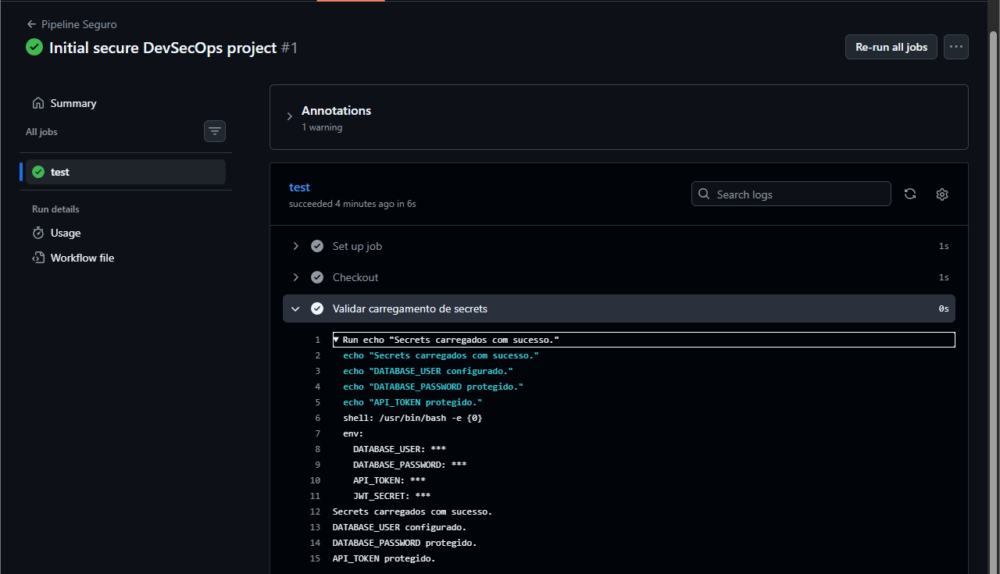 ← Pipeline Seguro
Initial secure DevSecOps project #1
Re-run all jobs
...
Summary
All jobs
test
Run details
Usage
Workflow file
Annotations
1 warning
test
succeeded 4 minutes ago in 6s
Search logs
Set up job 1s
Checkout 1s
Validar carregamento de secrets 0s
1 ▼ Run echo "Secrets carregados com sucesso."
2 echo "Secrets carregados com sucesso."
3 echo "DATABASE_USER configurado."
4 echo "DATABASE_PASSWORD protegido."
5 echo "API_TOKEN protegido."
6 shell: /usr/bin/bash -e {0}
7 env:
8 DATABASE_USER: ***
9 DATABASE_PASSWORD: ***
10 API_TOKEN: ***
11 JWT_SECRET: ***
12 Secrets carregados com sucesso.
13 DATABASE_USER configurado.
14 DATABASE_PASSWORD protegido.
15 API_TOKEN protegido.